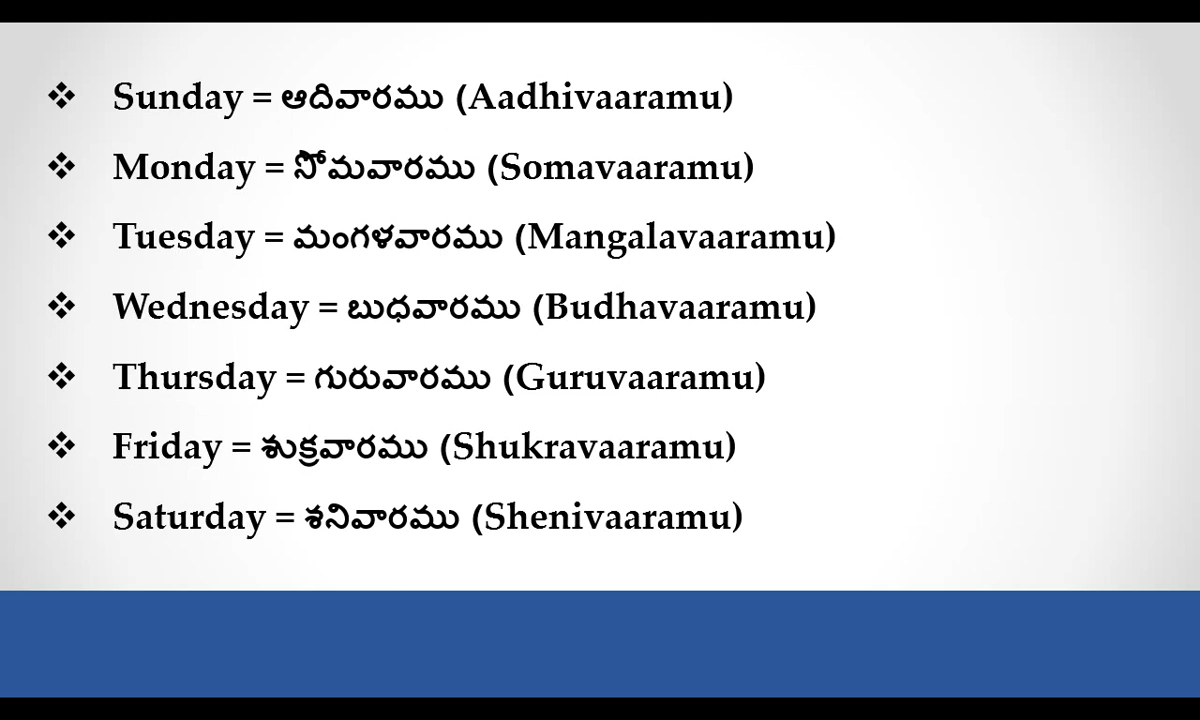 ❖ Sunday = ఆదివారము (Aadhivaaramu)
❖ Monday = సోమవారము (Somavaaramu)
❖ Tuesday = మంగళవారము (Mangalavaaramu)
❖ Wednesday = బుధవారము (Budhavaaramu)
❖ Thursday = గురువారము (Guruvaaramu)
❖ Friday = శుక్రవారము (Shukravaaramu)
❖ Saturday = శనివారము (Shenivaaramu)